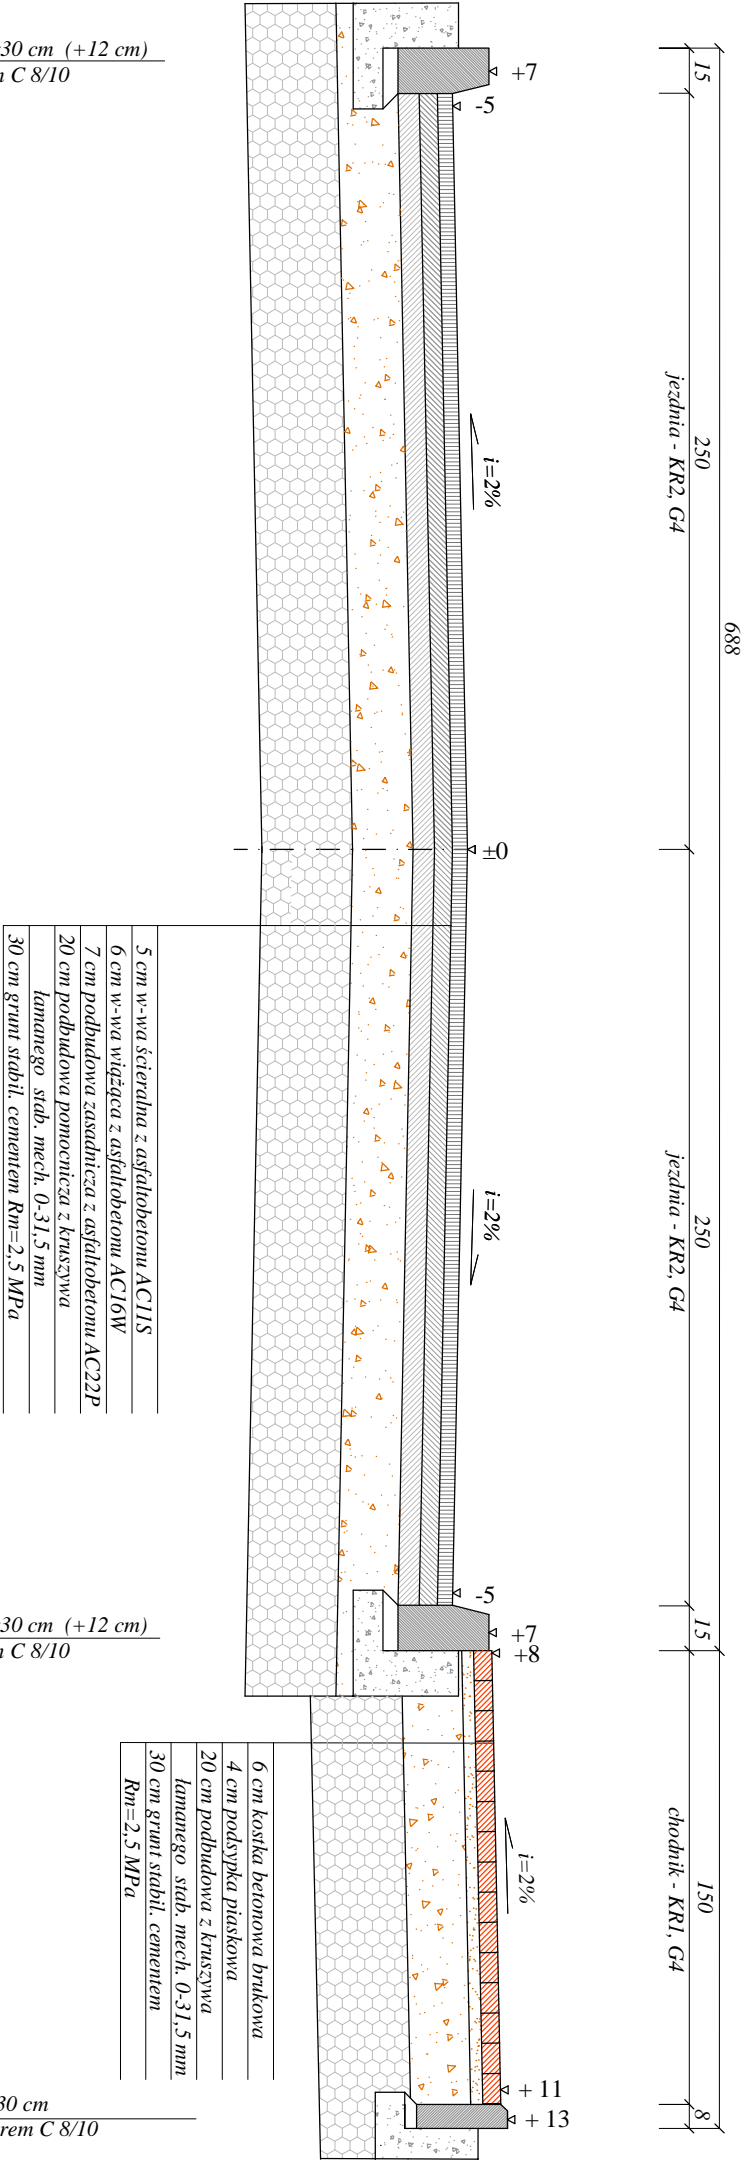 688
15
250
250
15
150
8
jezdnia - KR2, G4
jezdnia - KR2, G4
chodnik - KR1, G4
+7
-5
i=2%
±0
i=2%
-5
+7
+8
i=2%
+ 11
+ 13
5 cm w-wa ścieralna z asfaltobetonu AC11S
6 cm w-wa wiążąca z asfaltobetonu AC16W
7 cm podbudowa zasadnicza z asfaltobetonu AC22P
20 cm podbudowa pomocnicza z kruszywa
łamanego stab. mech. 0-31,5 mm
30 cm grunt stabil. cementem Rm=2,5 MPa
6 cm kostka betonowa brukowa
4 cm podsypka piaskowa
20 cm podbudowa z kruszywa
łamanego stab. mech. 0-31,5 mm
30 cm grunt stabil. cementem
Rm=2,5 MPa
30 cm (+12 cm)
C 8/10
30 cm (+12 cm)
C 8/10
30 cm
C 8/10